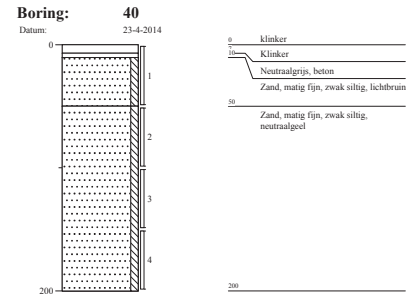 Boring: 40
Datum: 23-4-2014
0
1
2
3
4
200
0 klinker
7
10 Klinker
Neutraalgrijs, beton
Zand, matig fijn, zwak siltig, lichtbruin
50
Zand, matig fijn, zwak siltig,
neutraalgeel
200